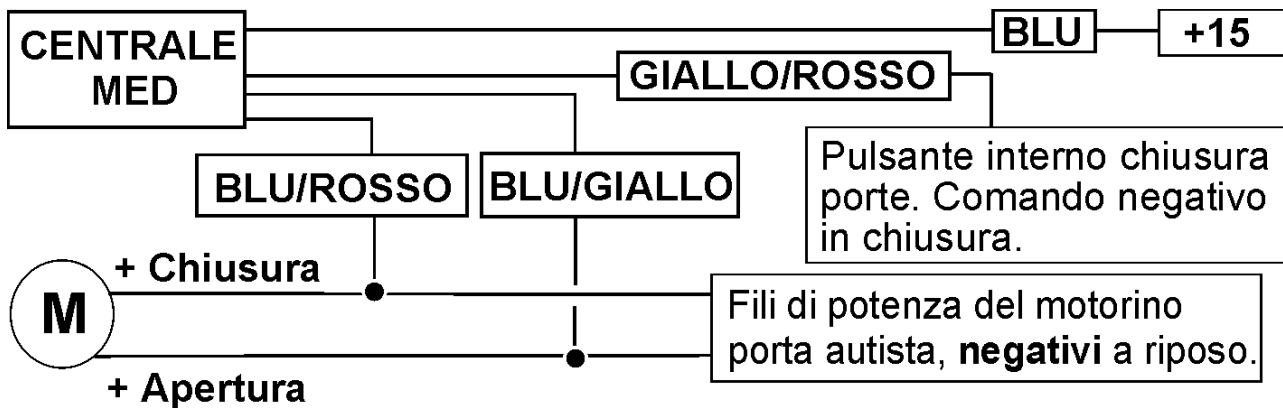 CENTRALE
MED
BLU
+15
GIALLO/ROSSO
Pulsante interno chiusura
porte. Comando negativo
in chiusura.
BLU/ROSSO
BLU/GIALLO
+ Chiusura
M
Fili di potenza del motorino
porta autista, negativi a riposo.
+ Apertura